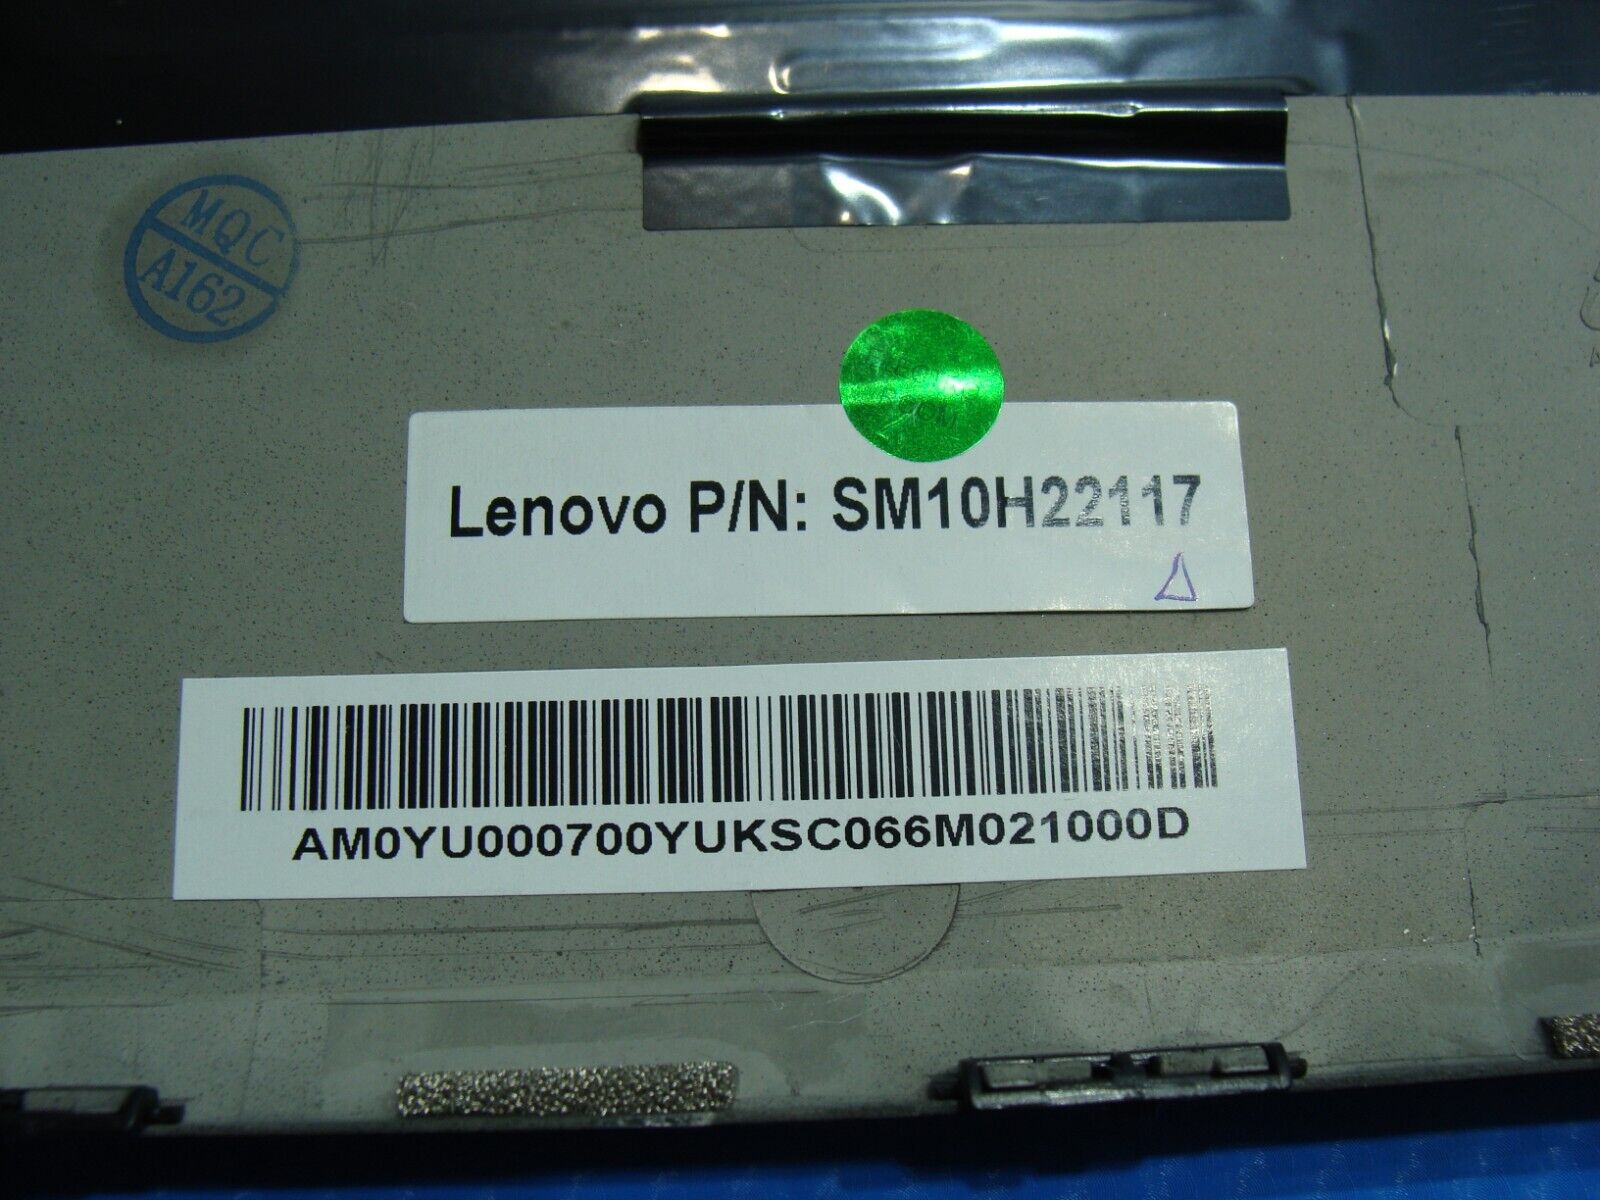 MQC
A162
Lenovo P/N: SM10H22117
AM0YU000700YUKSC066M021000D